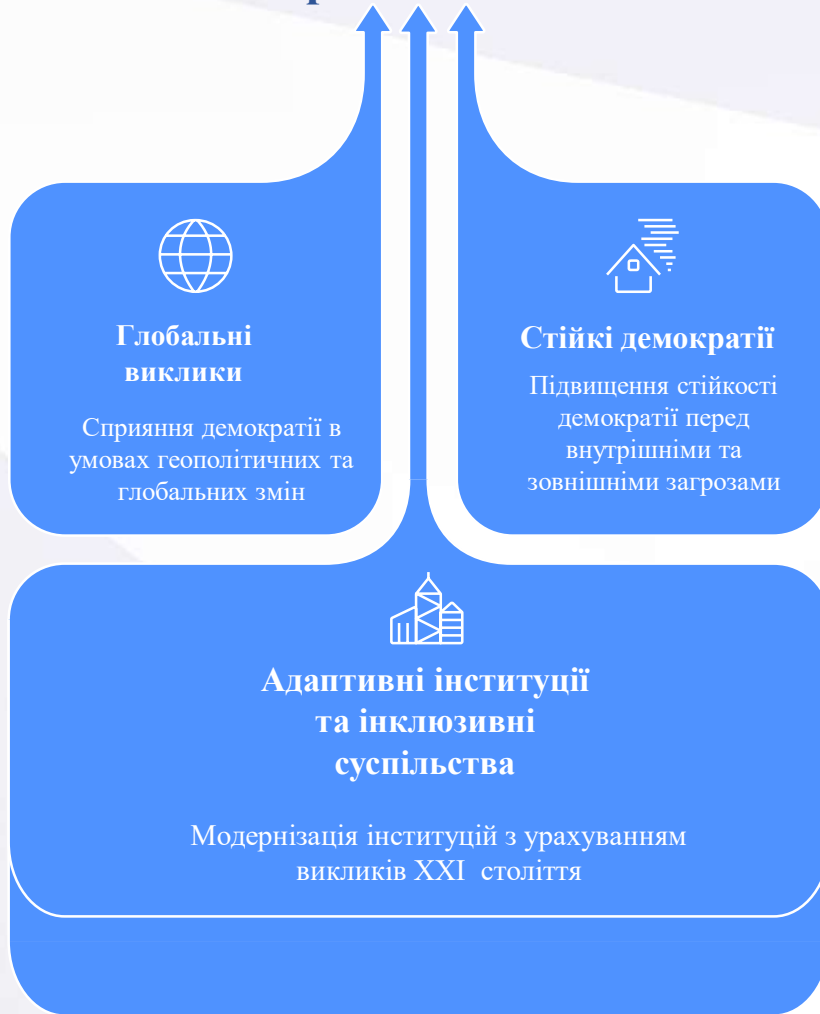 Глобальні
виклики
Сприяння демократії в
умовах геополітичних та
глобальних змін
Стійкі демократії
Підвищення стійкості
демократії перед
внутрішніми та
зовнішніми загрозами
Адаптивні інституції
та інклюзивні
суспільства
Модернізація інституцій з урахуванням
викликів XXI століття